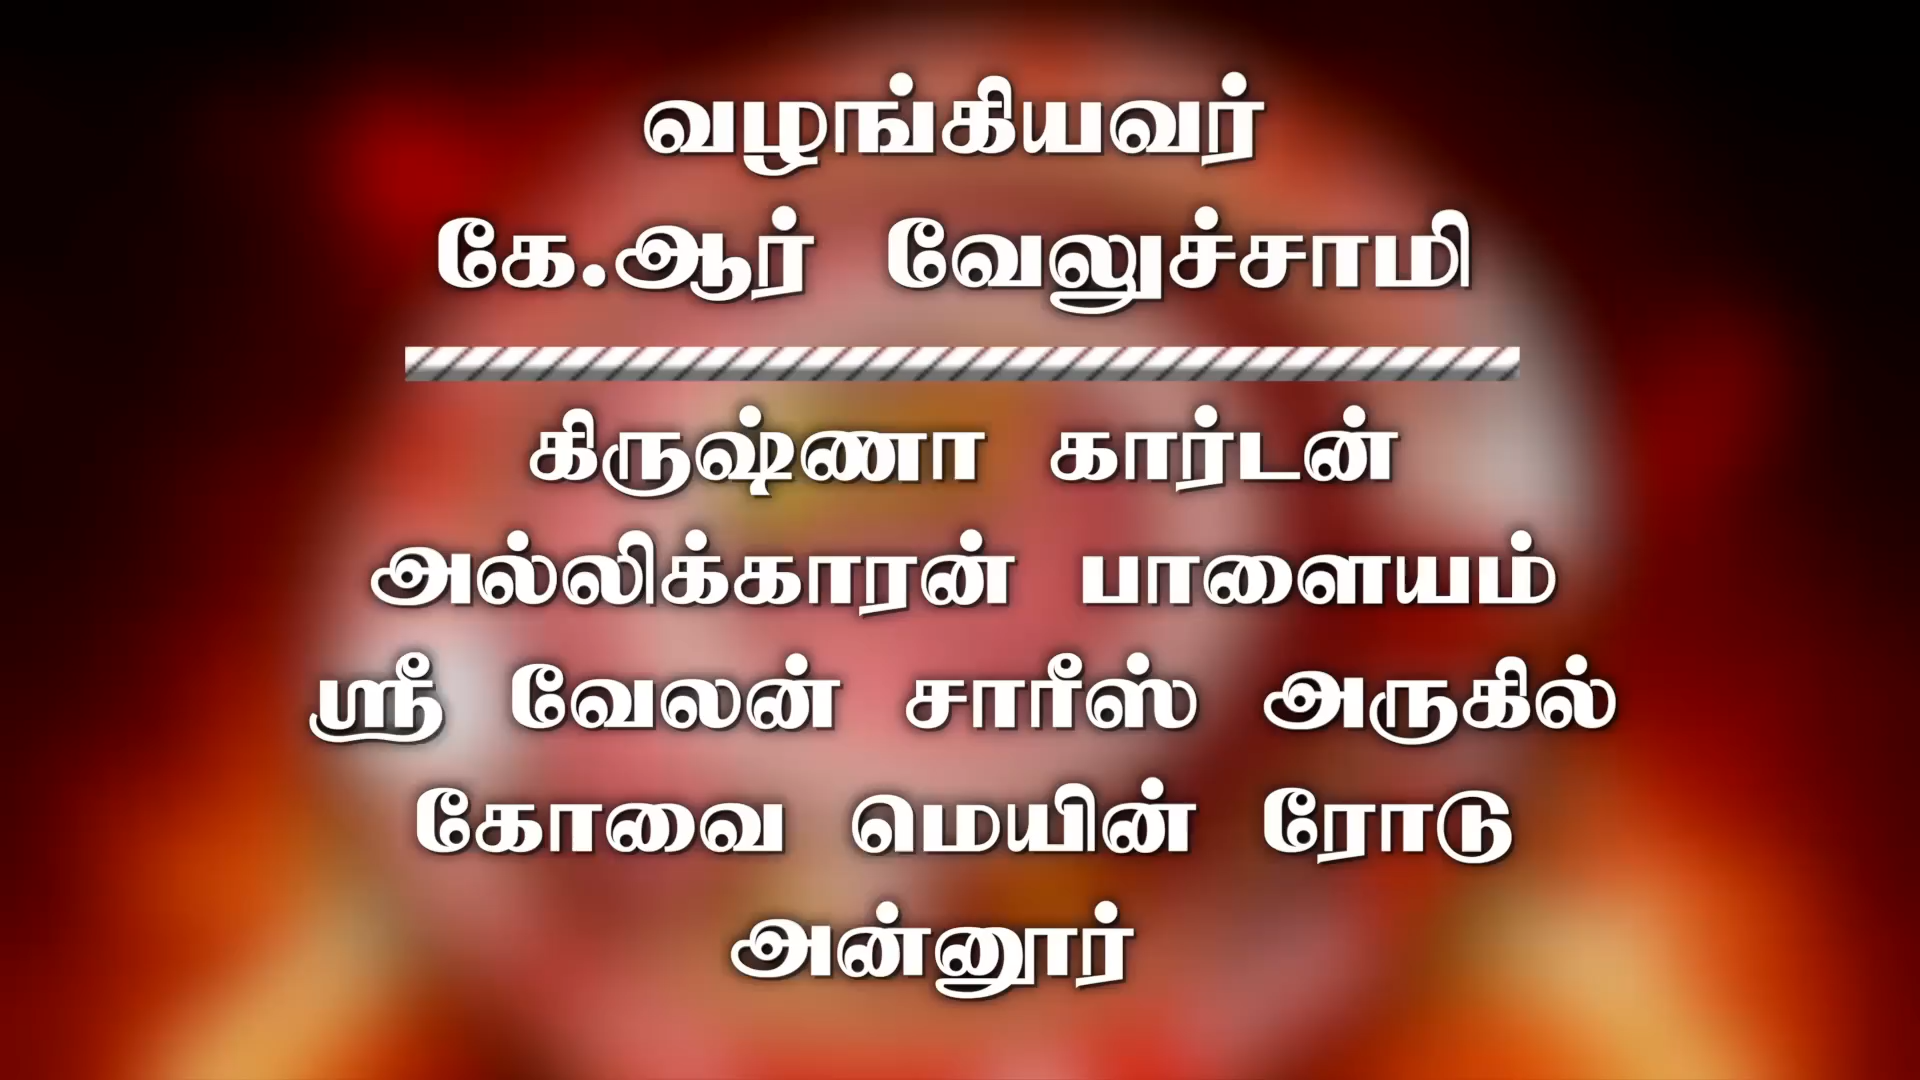 வழங்கியவர்
கே.ஆர் வேலுச்சாமி
கிருஷ்ணா கார்டன்
அல்லிக்காரன் பாளையம்
ஸ்ரீ வேலன் சாரீஸ் அருகில்
கோவை மெயின் ரோடு
அன்னூர்